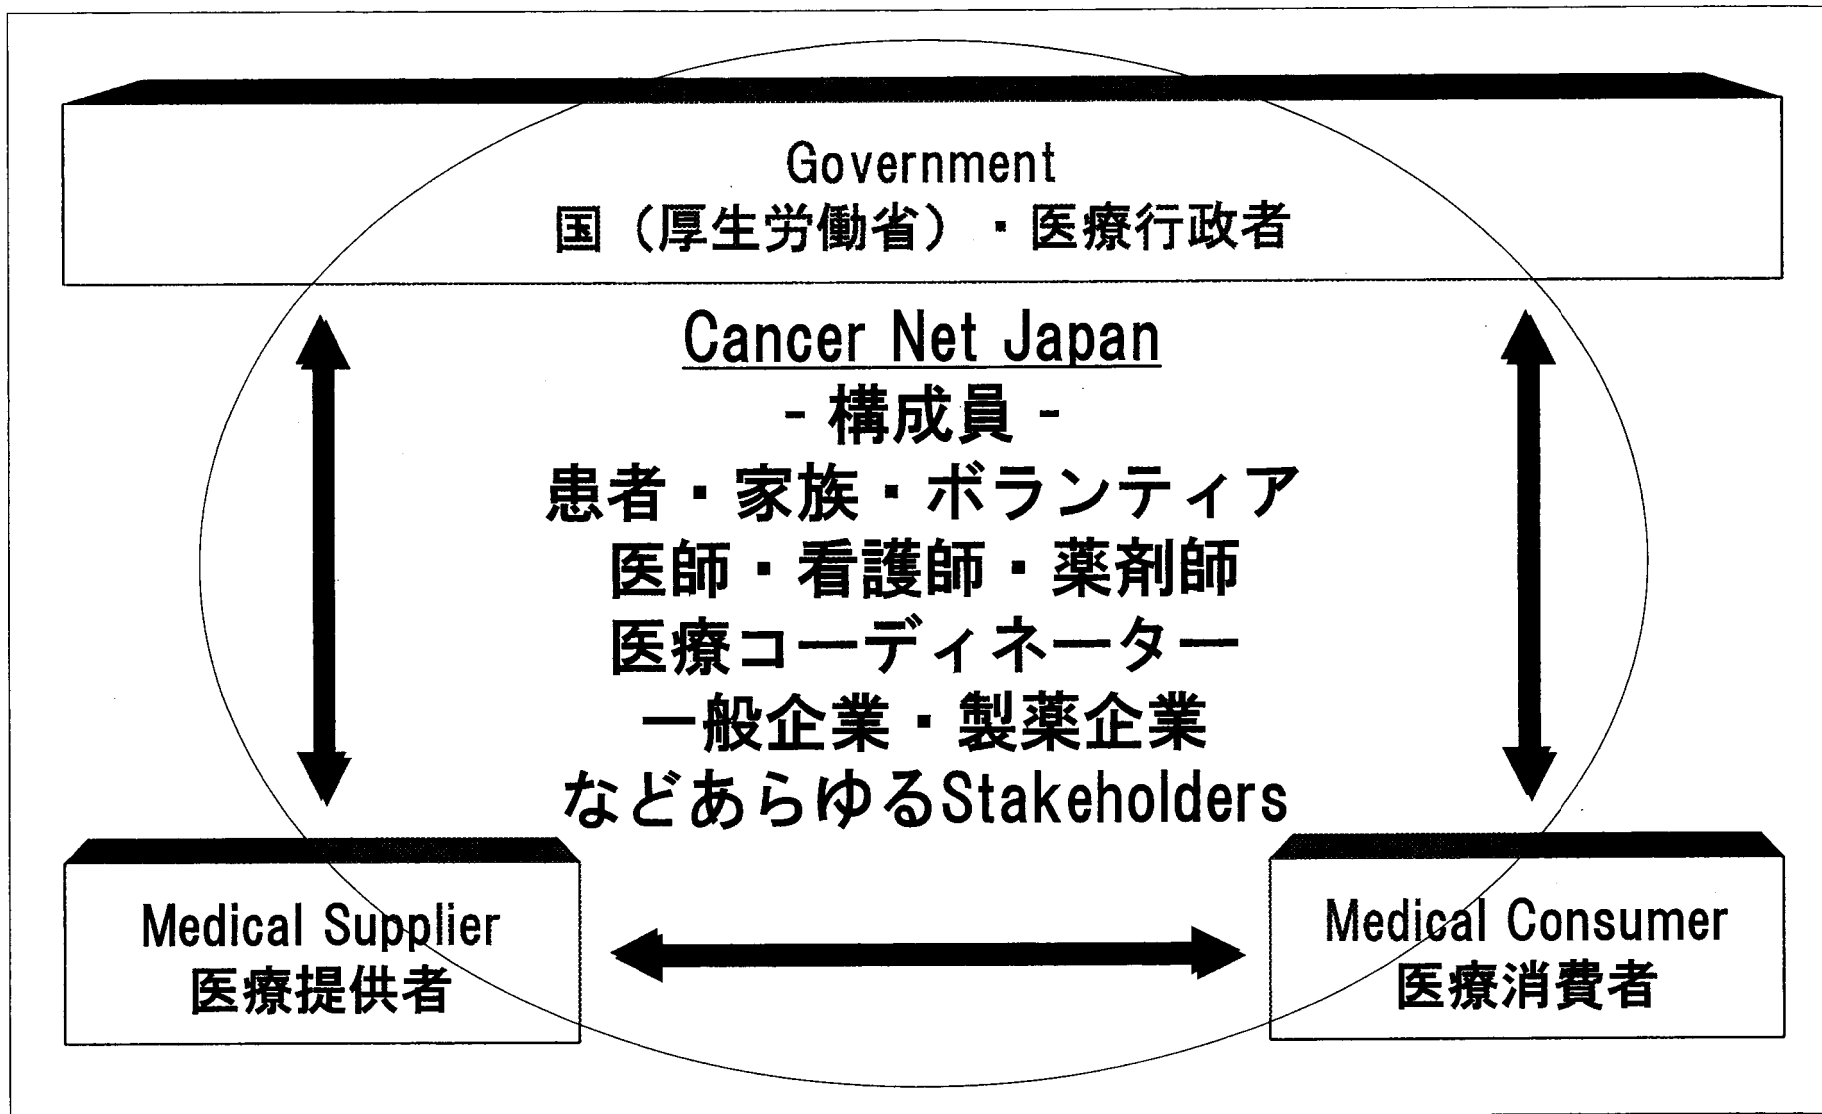 Government
国（厚生労働省）・医療行政者
Cancer Net Japan
- 構成員 -
患者・家族・ボランティア
医師・看護師・薬剤師
医療コーディネーター
一般企業・製薬企業
などあらゆるStakeholders
Medical Supplier
医療提供者
Medical Consumer
医療消費者